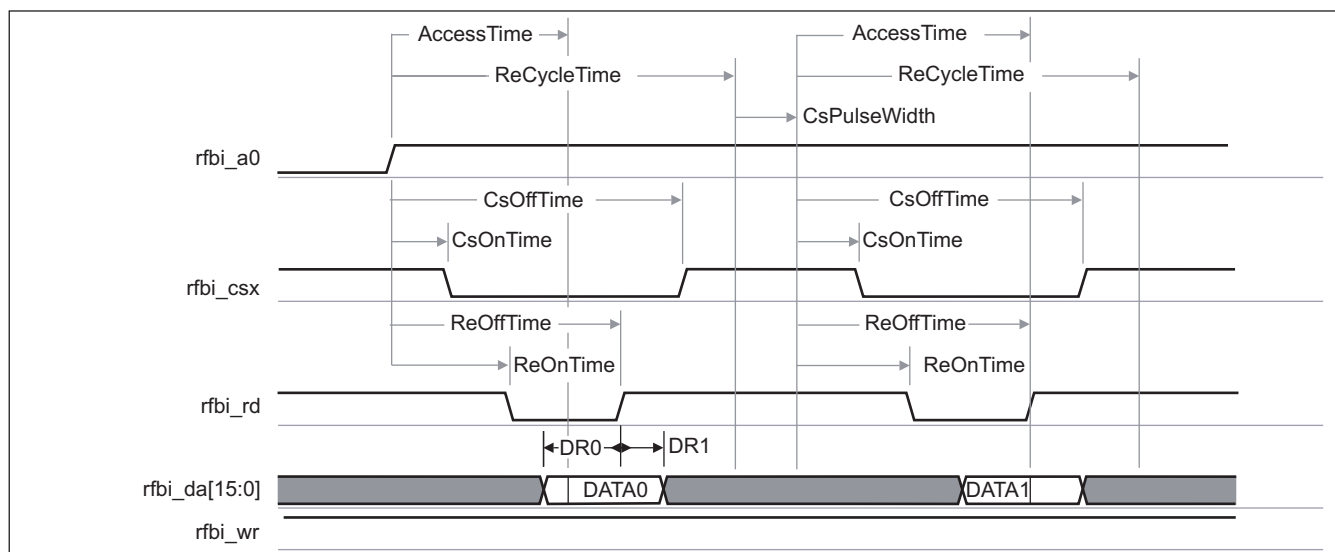 AccessTime AccessTime
ReCycleTime ReCycleTime
CsPulseWidth
rfbi_a0
CsOffTime CsOffTime
CsOnTime CsOnTime
rfbi_csx
ReOffTime ReOffTime
ReOnTime ReOnTime
rfbi_rd
DR0 DR1
rfbi_da[15:0] DATA0 DATA1
rfbi_wr